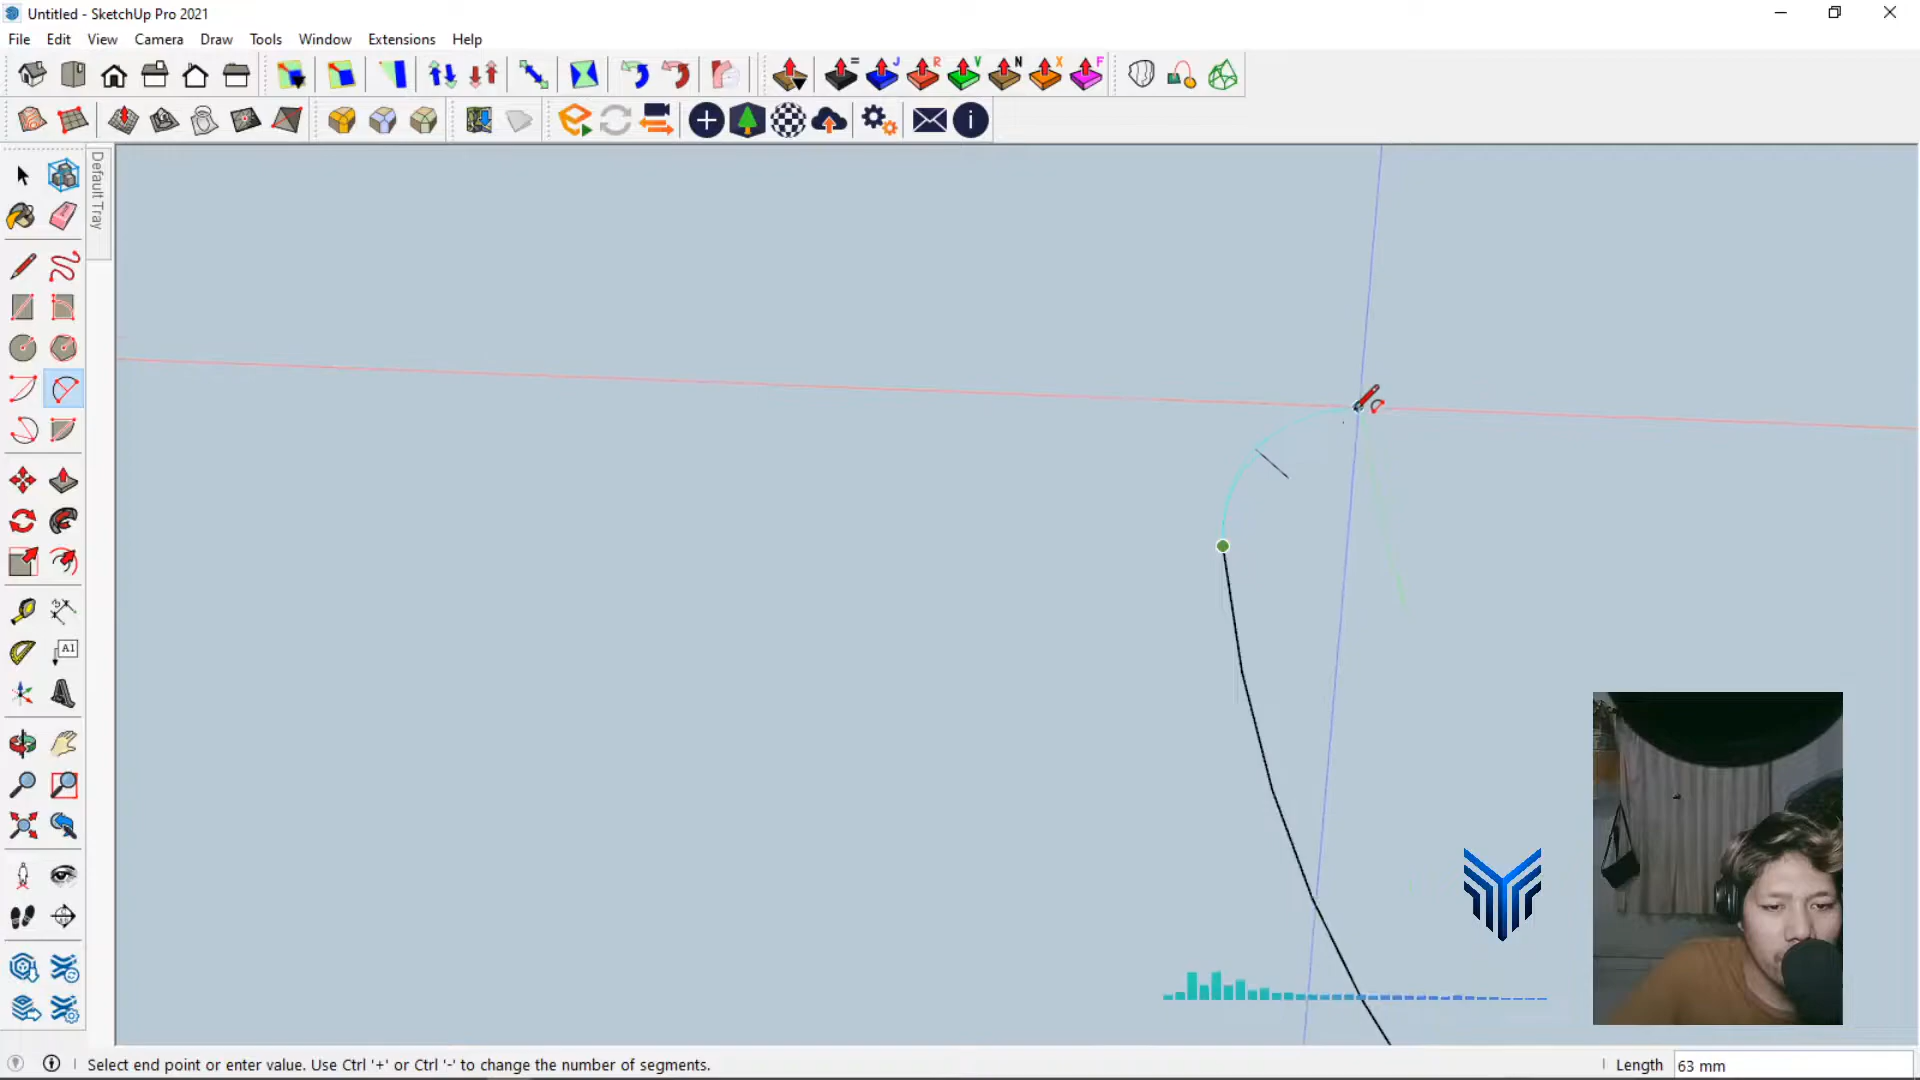 Untitled - SketchUp Pro 2021
File Edit View Camera Draw Tools Window Extensions Help
= J R V N X F
Default Tray
A1
Select end point or enter value. Use Ctrl '+' or Ctrl '-' to change the number of segments.
Length 63 mm